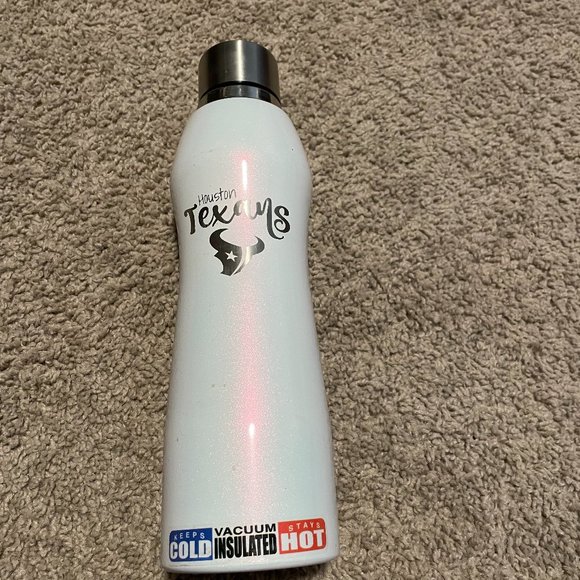 Houston
Texans
KEEPS
COLD
VACUUM
INSULATED
STAYS
HOT